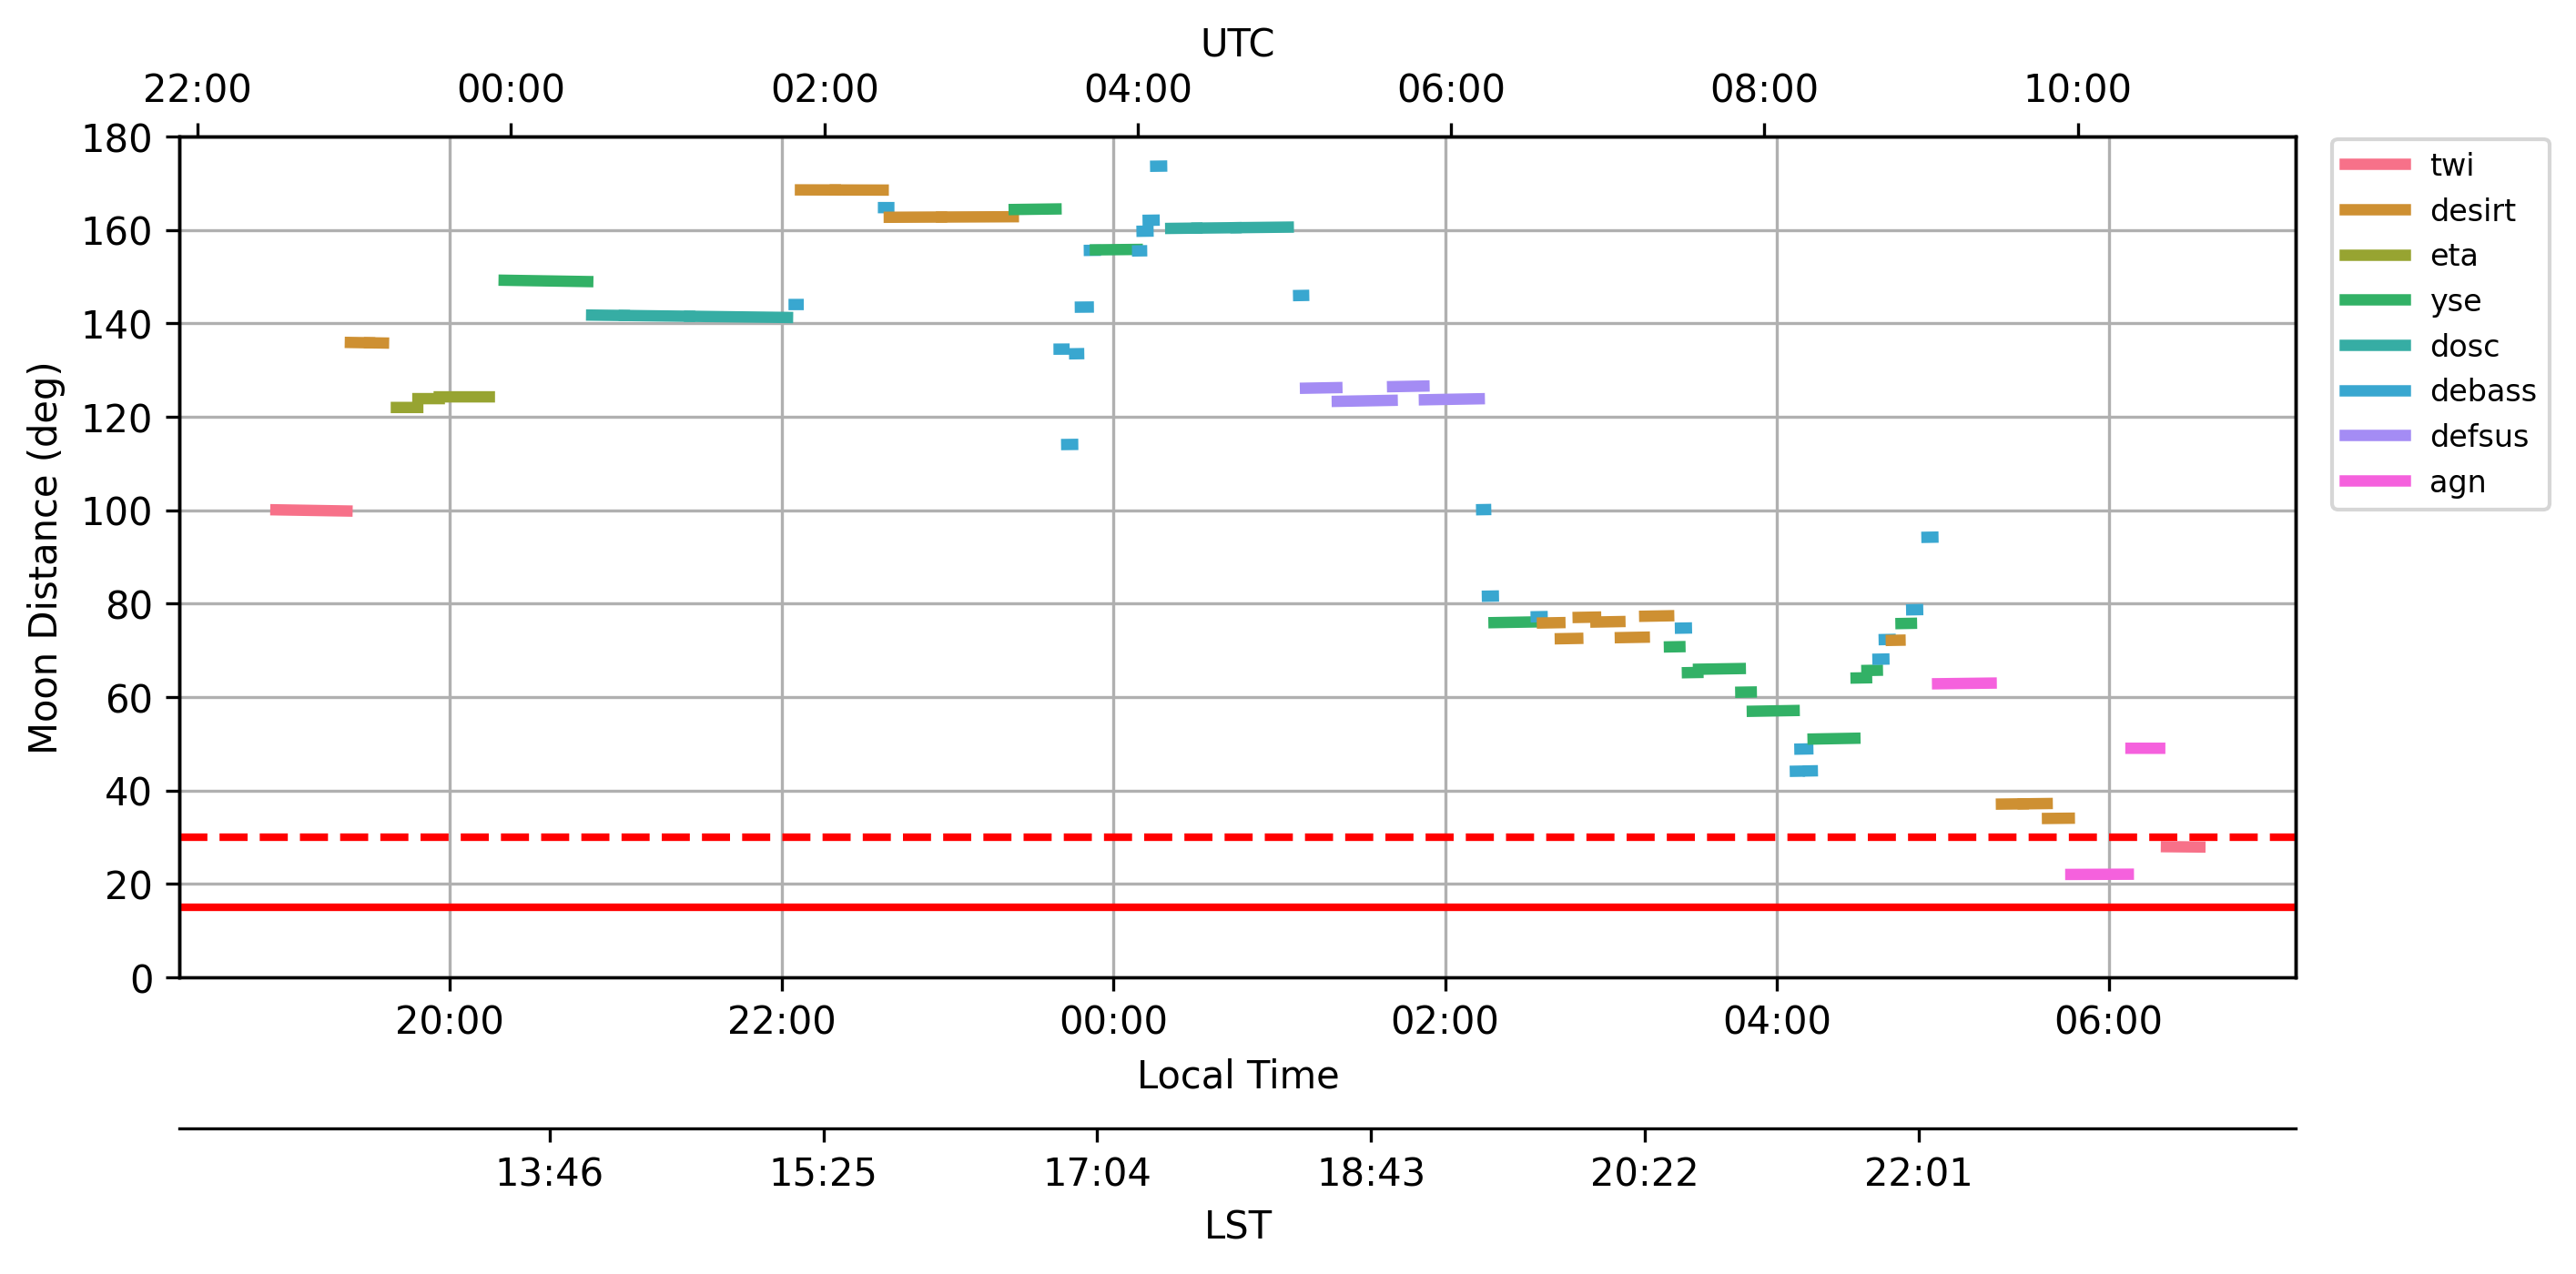 UTC
22:00 00:00 02:00 04:00 06:00 08:00 10:00
180
160
140
120
100
80
60
40
20
0
Moon Distance (deg)
twi
desirt
eta
yse
dosc
debass
defsus
agn
20:00 22:00 00:00 02:00 04:00 06:00
Local Time
13:46 15:25 17:04 18:43 20:22 22:01
LST